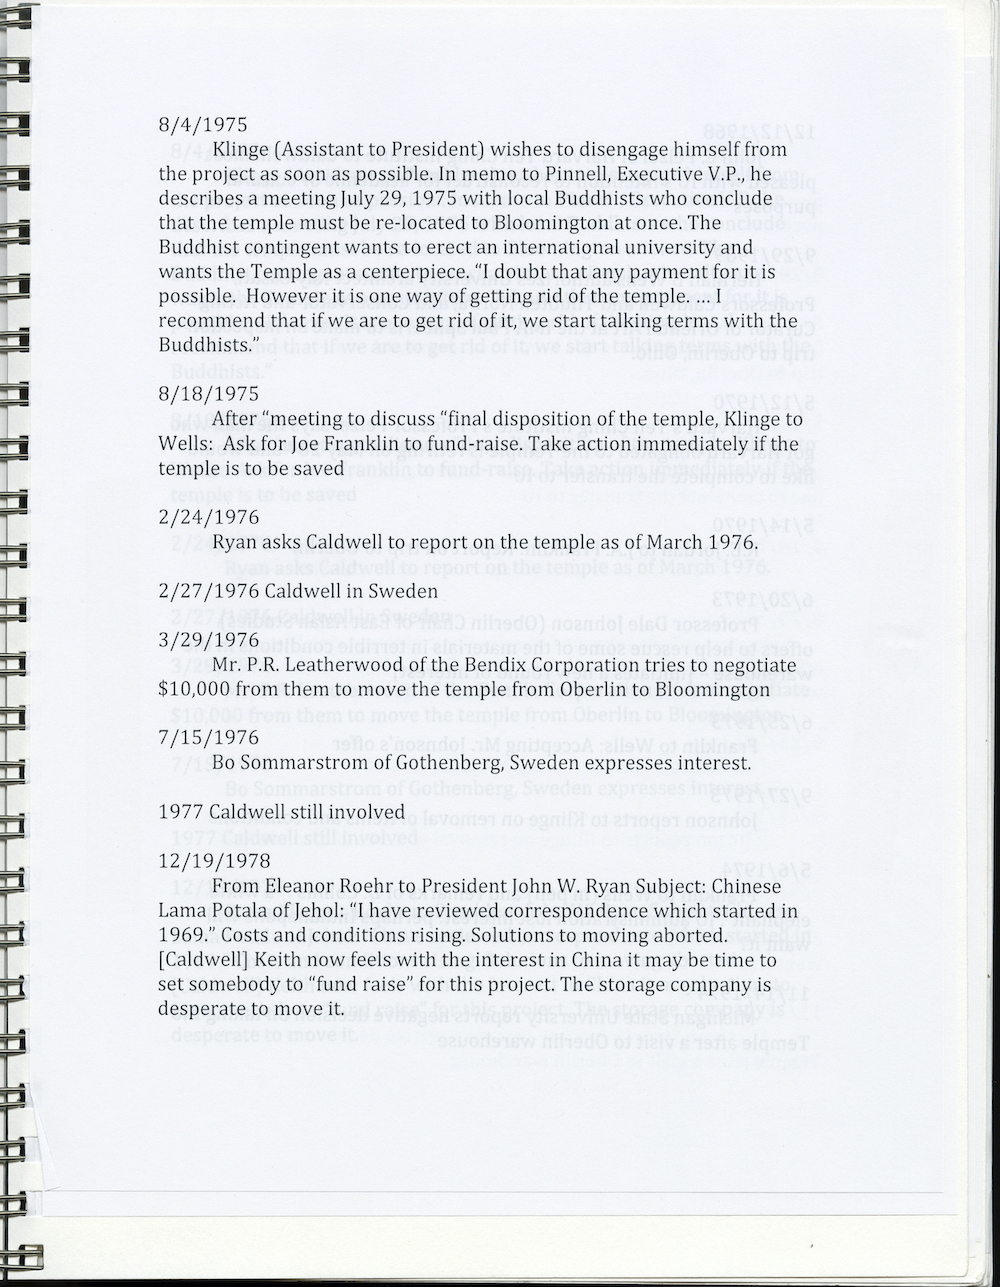 8/4/1975
Klinge (Assistant to President) wishes to disengage himself from
the project as soon as possible. In memo to Pinnell, Executive V.P., he
describes a meeting July 29, 1975 with local Buddhists who conclude
that the temple must be re-located to Bloomington at once. The
Buddhist contingent wants to erect an international university and
wants the Temple as a centerpiece. “I doubt that any payment for it is
possible.  However it is one way of getting rid of the temple. ... I
recommend that if we are to get rid of it, we start talking terms with the
Buddhists.”
8/18/1975
After “meeting to discuss “final disposition of the temple, Klinge to
Wells:  Ask for Joe Franklin to fund-raise. Take action immediately if the
temple is to be saved
2/24/1976
Ryan asks Caldwell to report on the temple as of March 1976.
2/27/1976 Caldwell in Sweden
3/29/1976
Mr. P.R. Leatherwood of the Bendix Corporation tries to negotiate
$10,000 from them to move the temple from Oberlin to Bloomington
7/15/1976
Bo Sommarstrom of Gothenberg, Sweden expresses interest.
1977 Caldwell still involved
12/19/1978
From Eleanor Roehr to President John W. Ryan Subject: Chinese
Lama Potala of Jehol: “I have reviewed correspondence which started in
1969.” Costs and conditions rising. Solutions to moving aborted.
[Caldwell] Keith now feels with the interest in China it may be time to
set somebody to “fund raise” for this project. The storage company is
desperate to move it.